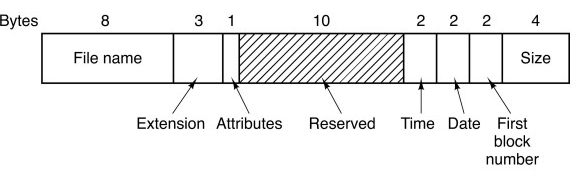 Bytes 8 3 1 10 2 2 2 4
File name Size
Extension Attributes Reserved Time Date First
block
number